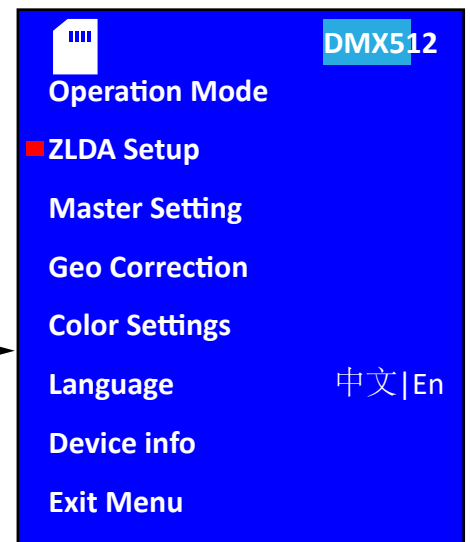 DMX512
Operation Mode
ZLDA Setup
Master Setting
Geo Correction
Color Settings
Language 中文|En
Device info
Exit Menu